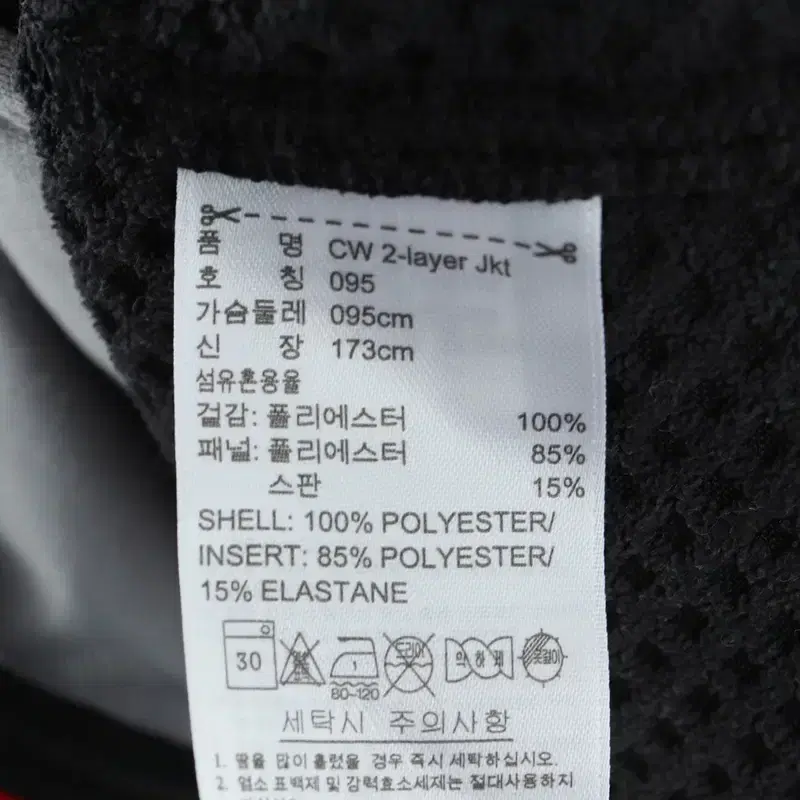 품 명 CW 2-layer Jkt
호 칭 095
가슴둘레 095cm
신 장 173cm
섬유혼용율
겉감: 폴리에스터 100%
패널: 폴리에스터 85%
스판 15%
SHELL: 100% POLYESTER/
INSERT: 85% POLYESTER/
15% ELASTANE
30 1 드라이 약하게 옷걸이
80-120
세탁시 주의사항
1. 땀을 많이 흘렸을 경우 즉시 세탁하십시오.
2. 염소 표백제 및 강력효소세제는 절대사용하지